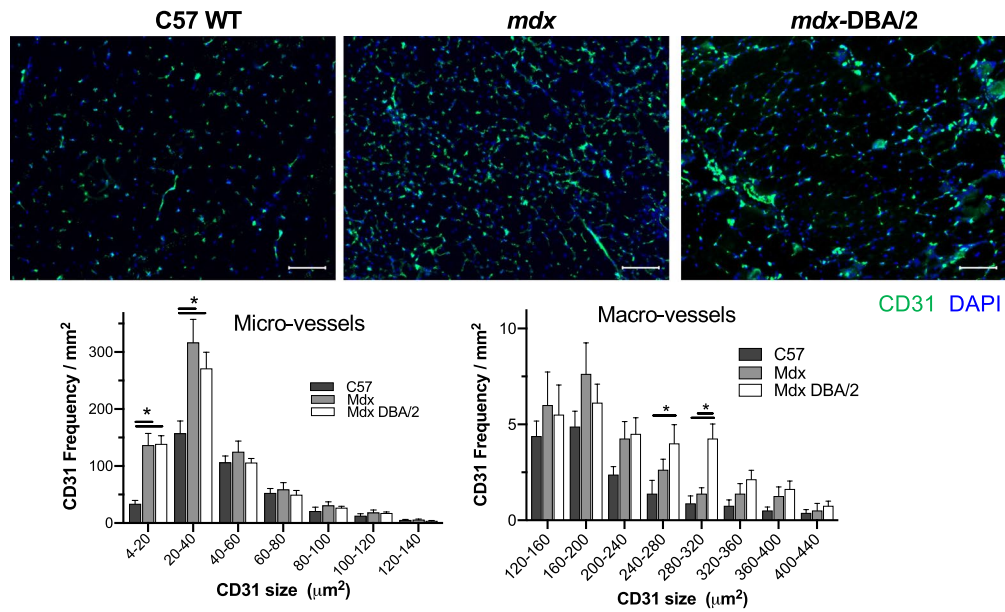 C57 WT
mdx
mdx-DBA/2
CD31 DAPI
Micro-vessels
CD31 Frequency / mm²
300
200
100
0
*
*
C57
Mdx
Mdx DBA/2
4-20
20-40
40-60
60-80
80-100
100-120
120-140
CD31 size (μm²)
Macro-vessels
CD31 Frequency / mm²
10
5
0
*
*
C57
Mdx
Mdx DBA/2
120-160
160-200
200-240
240-280
280-320
320-360
360-400
400-440
CD31 size (μm²)